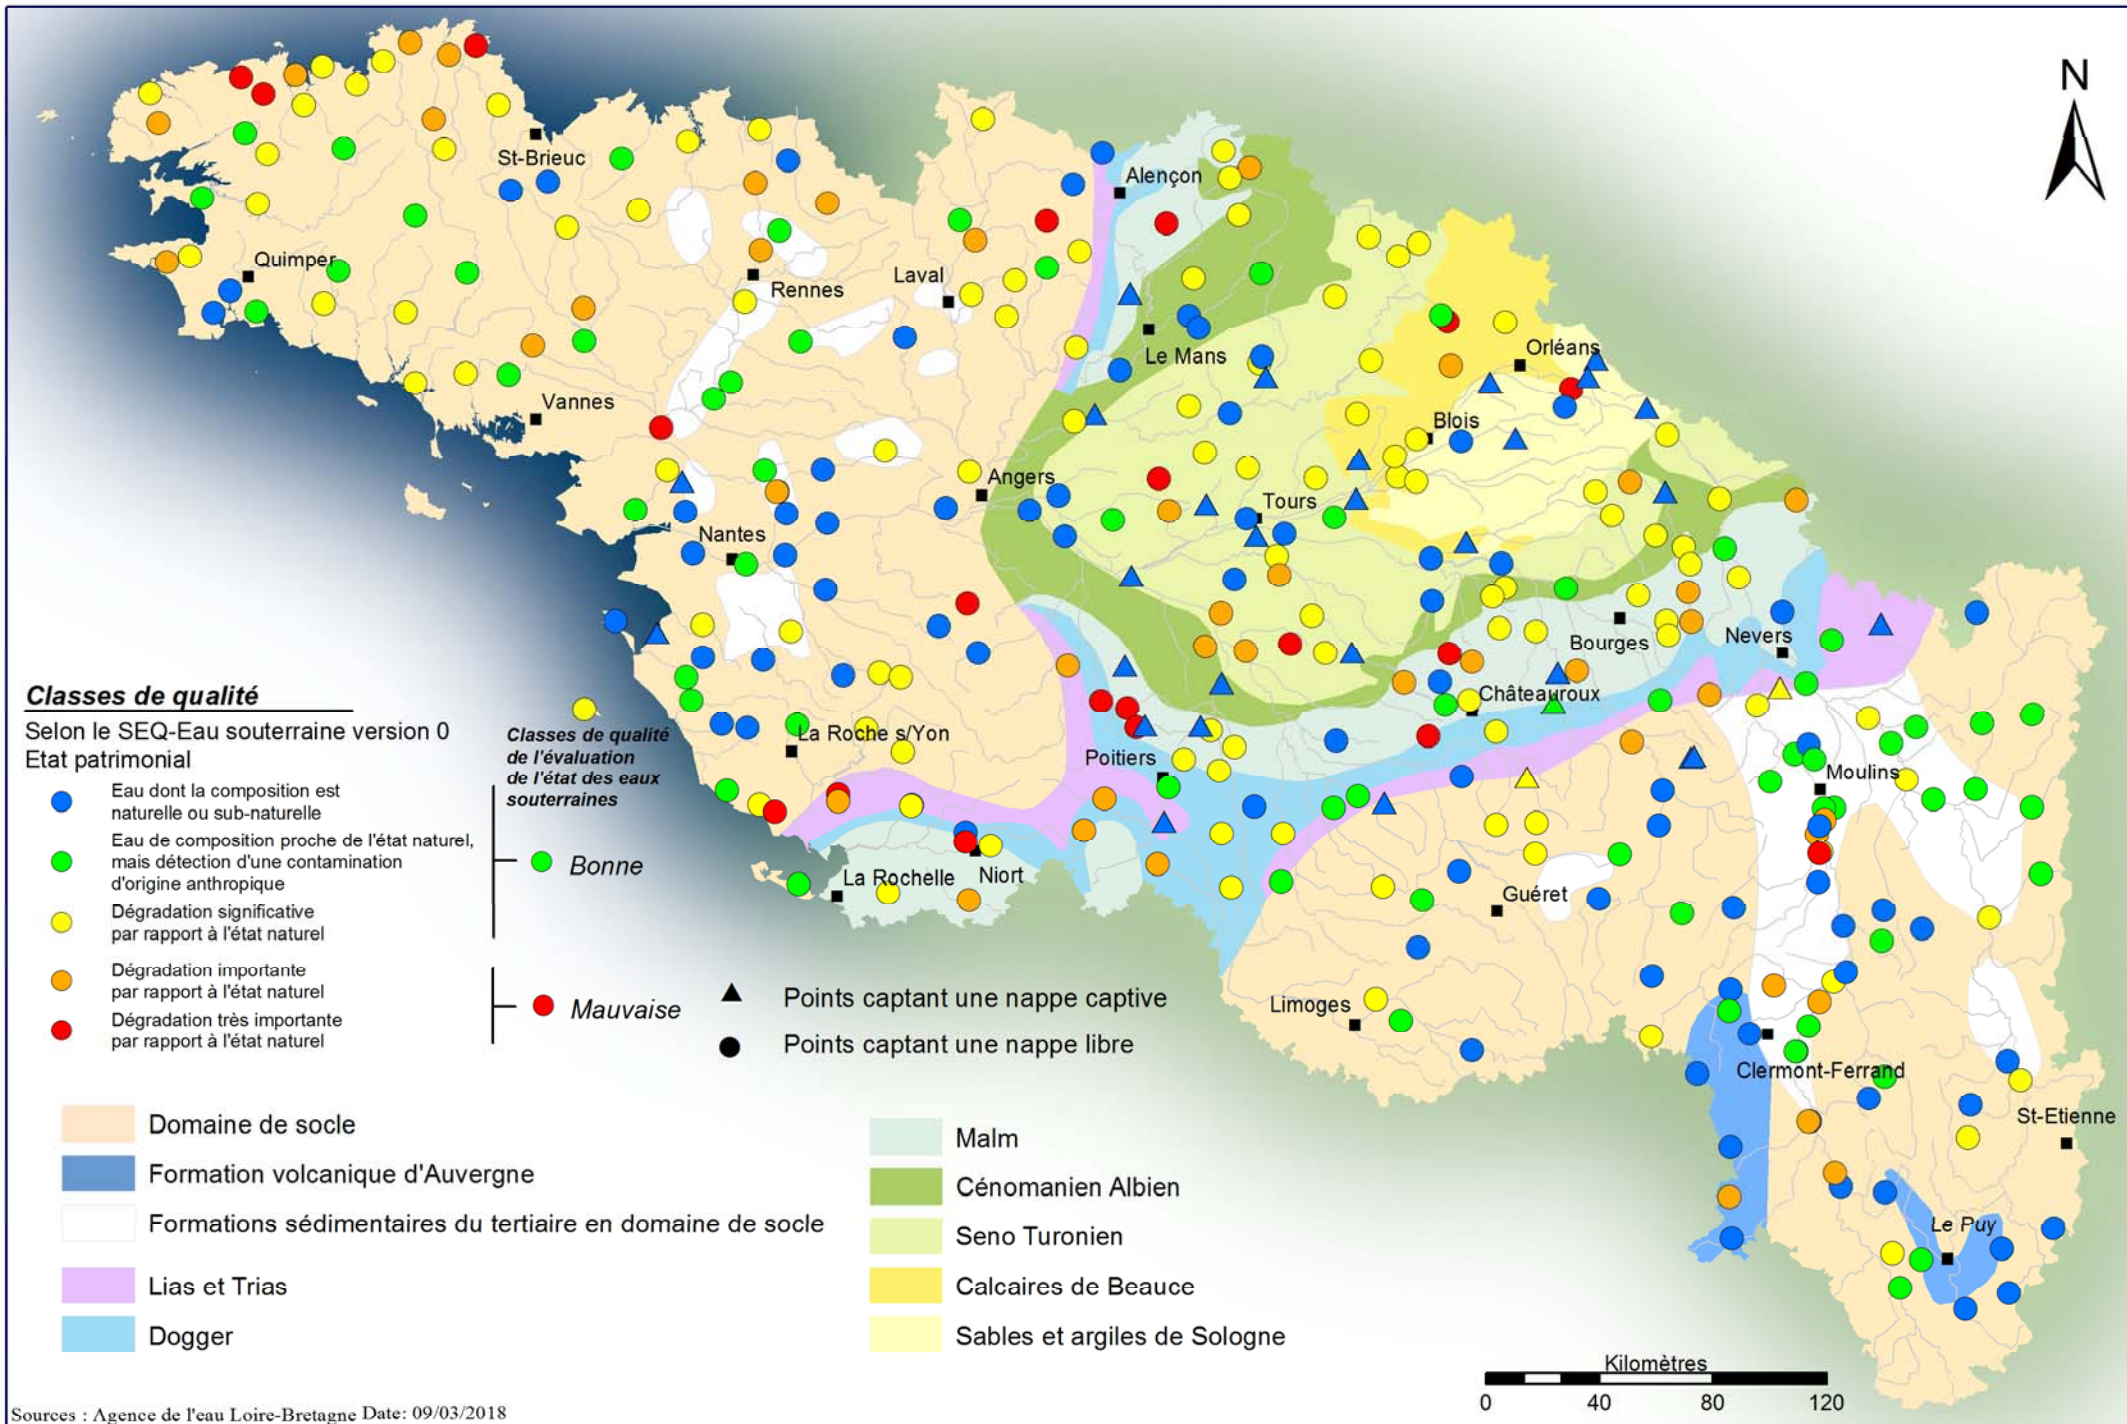 N
Alençon
St-Brieuc
Quimper
Rennes
Laval
Le Mans
Orléans
Vannes
Blois
Angers
Tours
Nantes
Bourges
Nevers
Châteauroux
La Roche s/Yon
Poitiers
Moulins
La Rochelle
Niort
Guéret
Limoges
Clermont-Ferrand
St-Etienne
Le Puy
Classes de qualité
Selon le SEQ-Eau souterraine version 0
Etat patrimonial
Eau dont la composition est
naturelle ou sub-naturelle
Eau de composition proche de l'état naturel,
mais détection d'une contamination
d'origine anthropique
Dégradation significative
par rapport à l'état naturel
Dégradation importante
par rapport à l'état naturel
Dégradation très importante
par rapport à l'état naturel
Classes de qualité
de l'évaluation
de l'état des eaux
souterraines
Bonne
Mauvaise
Points captant une nappe captive
Points captant une nappe libre
Domaine de socle
Formation volcanique d'Auvergne
Formations sédimentaires du tertiaire en domaine de socle
Lias et Trias
Dogger
Malm
Cénomanien Albien
Seno Turonien
Calcaires de Beauce
Sables et argiles de Sologne
Kilomètres
0 40 80 120
Sources : Agence de l'eau Loire-Bretagne Date: 09/03/2018